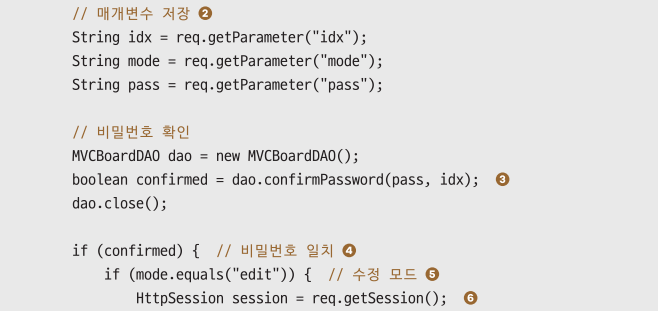 // 매개변수 저장 ❷
String idx = req.getParameter("idx");
String mode = req.getParameter("mode");
String pass = req.getParameter("pass");
// 비밀번호 확인
MVCBoardDAO dao = new MVCBoardDAO();
boolean confirmed = dao.confirmPassword(pass, idx); ❸
dao.close();
if (confirmed) { // 비밀번호 일치 ❹
if (mode.equals("edit")) { // 수정 모드 ❺
HttpSession session = req.getSession(); ❻